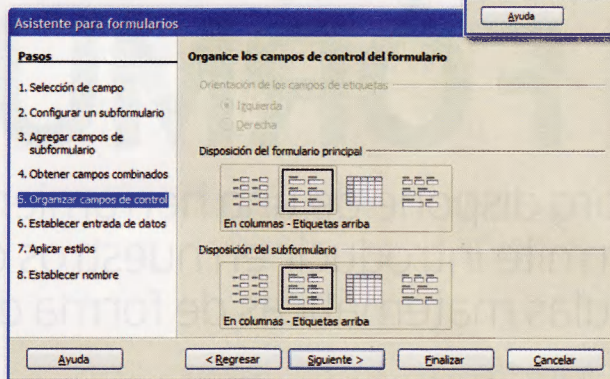 Ayuda
Asistente para formularios
Pasos
1. Selección de campo
2. Configurar un subformulario
3. Agregar campos de
subformulario
4. Obtener campos combinados
5. Organizar campos de control
6. Establecer entrada de datos
7. Aplicar estilos
8. Establecer nombre
Organice los campos de control del formulario
Orientación de los campos de etiquetas
Izquierda
Derecha
Disposición del formulario principal
En columnas - Etiquetas arriba
Disposición del subformulario
En columnas - Etiquetas arriba
Ayuda
< Regresar
Siguiente >
Finalizar
Cancelar